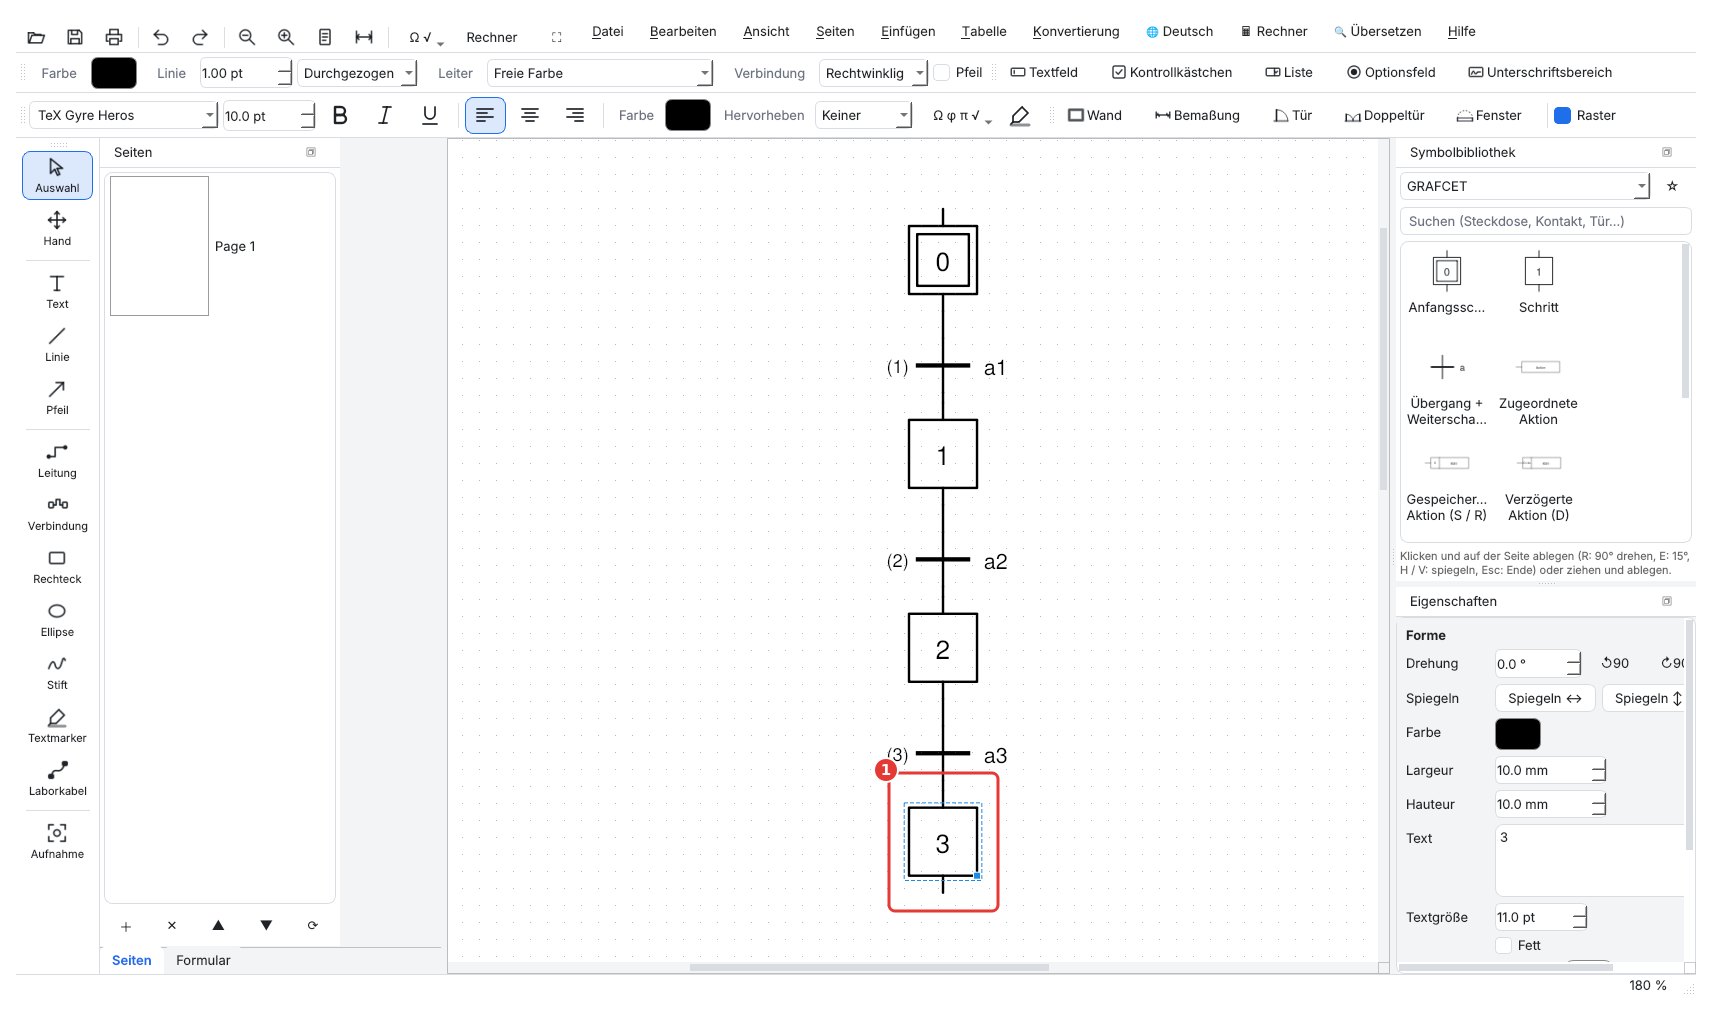 Ω √ Rechner Datei Bearbeiten Ansicht Seiten Einfügen Tabelle Konvertierung Deutsch Rechner Übersetzen Hilfe
Farbe Linie 1.00 pt Durchgezogen Leiter Freie Farbe Verbindung Rechtwinklig Pfeil Textfeld Kontrollkästchen Liste Optionsfeld Unterschriftsbereich
TeX Gyre Heros 10.0 pt B I U Farbe Hervorheben Keiner Ω φ π √ Wand Bemaßung Tür Doppeltür Fenster Raster
Auswahl
Hand
Text
Linie
Pfeil
Leitung
Verbindung
Rechteck
Ellipse
Stift
Textmarker
Laborkabel
Aufnahme
Seiten
Page 1
Seiten Formular
0
(1) a1
1
(2) a2
2
(3) a3
1
3
Symbolbibliothek
GRAFCET
Suchen (Steckdose, Kontakt, Tür...)
0 1
Anfangssc... Schritt
a
Übergang + Zugeordnete
Weiterscha... Aktion
Gespeicher... Verzögerte
Aktion (S / R) Aktion (D)
Klicken und auf der Seite ablegen (R: 90° drehen, E: 15°,
H / V: spiegeln, Esc: Ende) oder ziehen und ablegen.
Eigenschaften
Forme
Drehung 0.0 ° 90 90
Spiegeln Spiegeln ↔ Spiegeln ↕
Farbe
Largeur 10.0 mm
Hauteur 10.0 mm
Text 3
Textgröße 11.0 pt
Fett
180 %